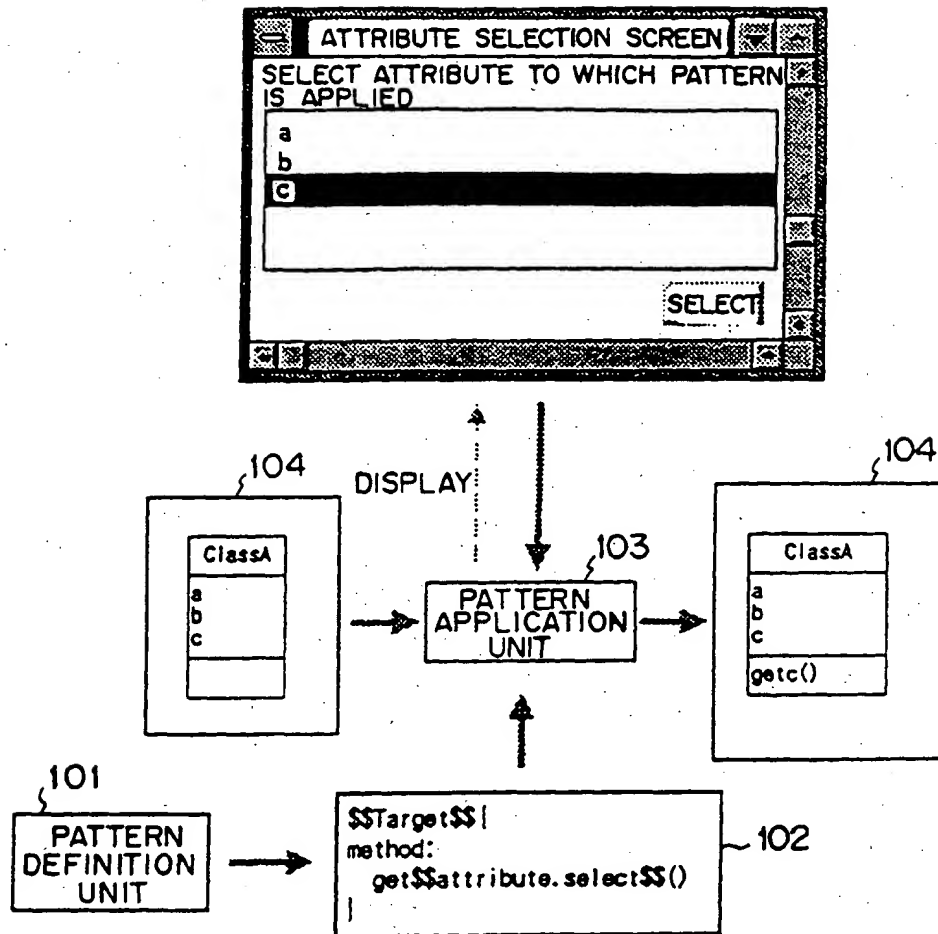 ATTRIBUTE SELECTION SCREEN
SELECT ATTRIBUTE TO WHICH PATTERN
IS APPLIED
a
b
c
SELECT
DISPLAY
104
ClassA
a
b
c
103
PATTERN
APPLICATION
UNIT
104
ClassA
a
b
c
getc()
101
PATTERN
DEFINITION
UNIT
$$Target$${
method:
get$$attribute.select$$()
}
102